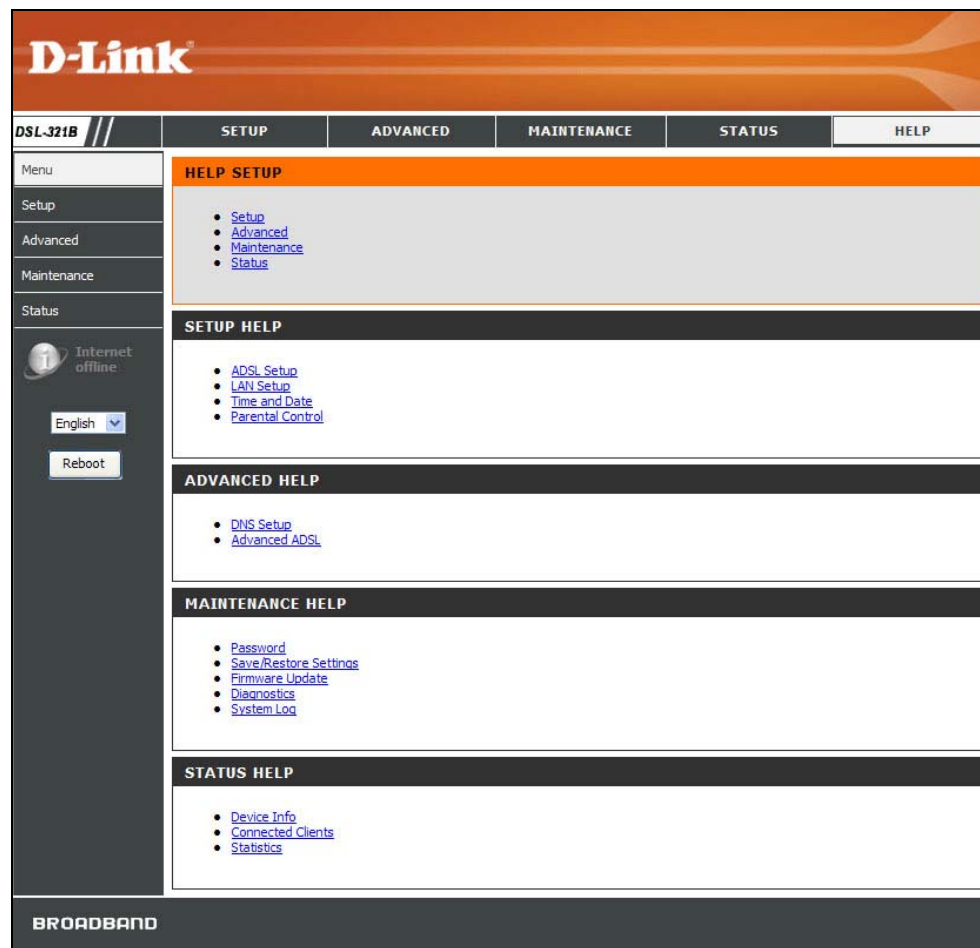 D-Link®
DSL-321B
SETUP
ADVANCED
MAINTENANCE
STATUS
HELP
Menu
Setup
Advanced
Maintenance
Status
Internet
offline
English
Reboot
HELP SETUP
Setup
Advanced
Maintenance
Status
SETUP HELP
ADSL Setup
LAN Setup
Time and Date
Parental Control
ADVANCED HELP
DNS Setup
Advanced ADSL
MAINTENANCE HELP
Password
Save/Restore Settings
Firmware Update
Diagnostics
System Log
STATUS HELP
Device Info
Connected Clients
Statistics
BROADBAND